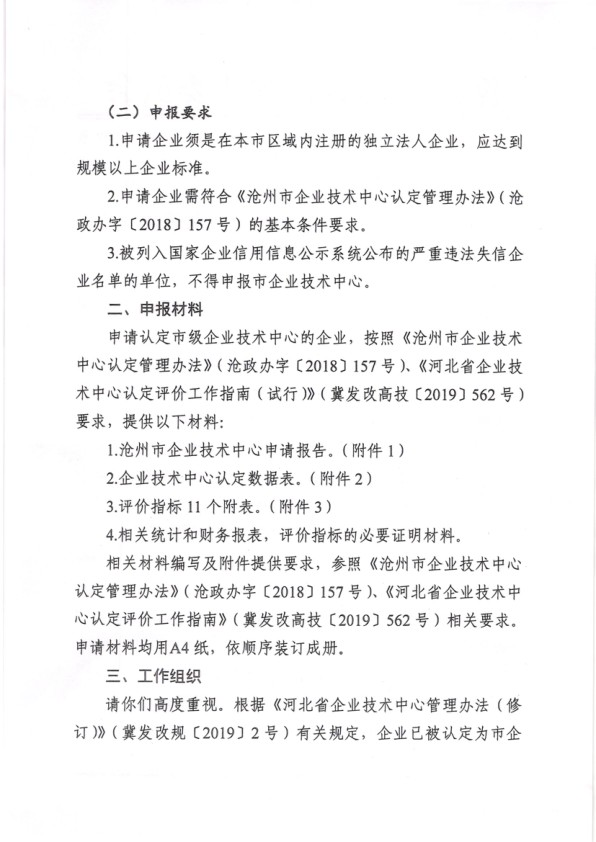 （二）申报要求
1.申请企业须是在本市区域内注册的独立法人企业，应达到
规模以上企业标准。
2.申请企业需符合《沧州市企业技术中心认定管理办法》（沧
政办字〔2018〕157号）的基本条件要求。
3.被列入国家企业信用信息公示系统公布的严重违法失信企
业名单的单位，不得申报市企业技术中心。
二、申报材料
申请认定市级企业技术中心的企业，按照《沧州市企业技术
中心认定管理办法》（沧政办字〔2018〕157号）、《河北省企业技
术中心认定评价工作指南（试行）》（冀发改高技〔2019〕562号）
要求，提供以下材料：
1.沧州市企业技术中心申请报告。（附件1）
2.企业技术中心认定数据表。（附件2）
3.评价指标11个附表。（附件3）
4.相关统计和财务报表，评价指标的必要证明材料。
相关材料编写及附件提供要求，参照《沧州市企业技术中心
认定管理办法》（沧政办字〔2018〕157号）、《河北省企业技术中
心认定评价工作指南》（冀发改高技〔2019〕562号）相关要求。
申请材料均用A4纸，依顺序装订成册。
三、工作组织
请你们高度重视。根据《河北省企业技术中心管理办法（修
订）》（冀发改规〔2019〕2号）有关规定，企业已被认定为市企